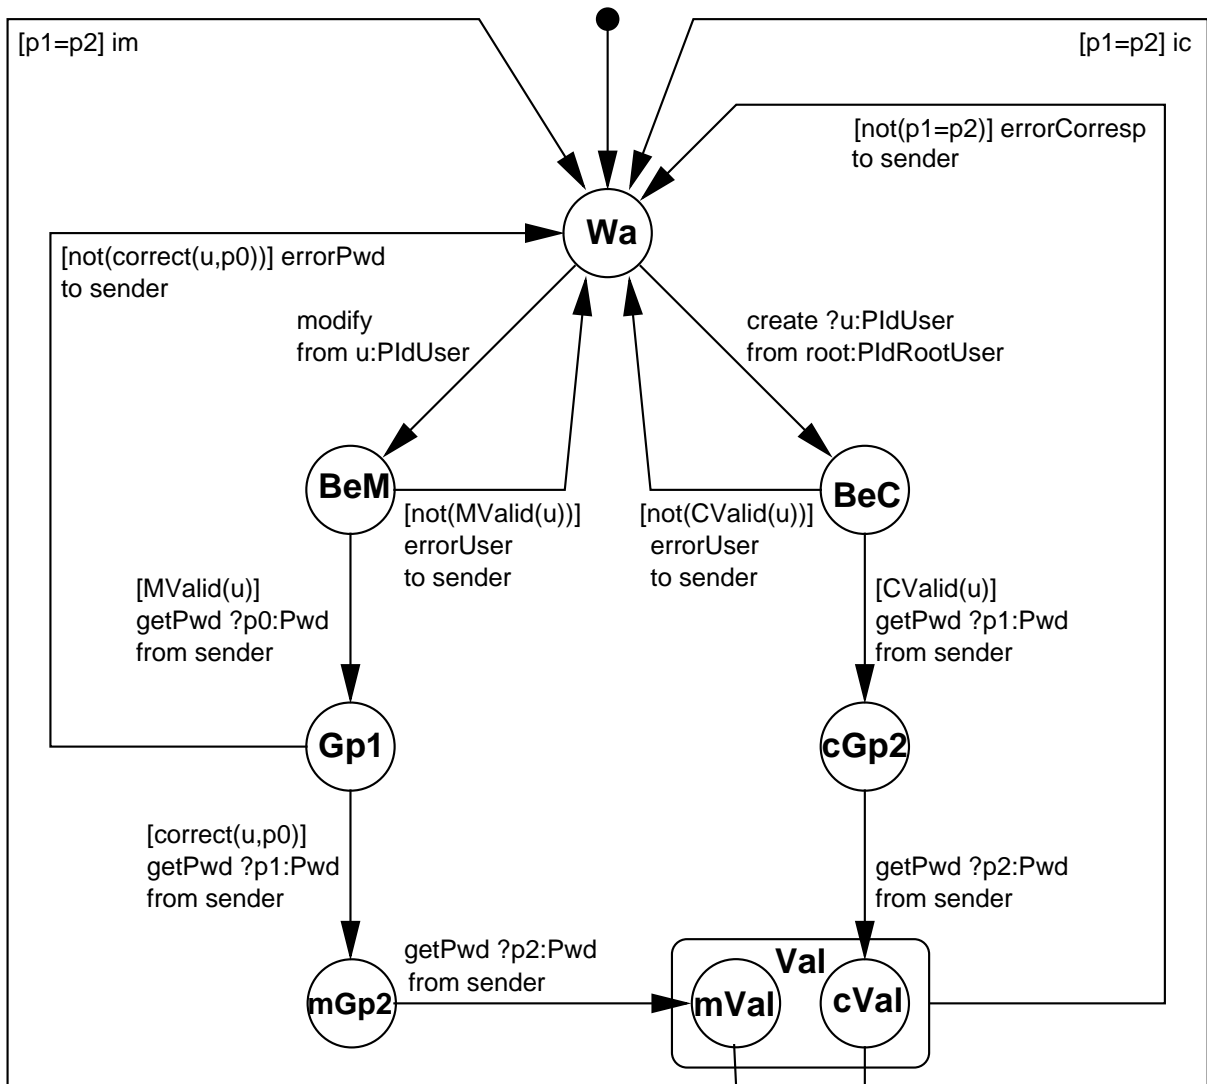 [p1=p2] im
[p1=p2] ic
[not(p1=p2)] errorCorresp
to sender
Wa
[not(correct(u,p0))] errorPwd
to sender
modify
from u:PIdUser
create ?u:PIdUser
from root:PIdRootUser
BeM
BeC
[not(MValid(u))]
errorUser
to sender
[not(CValid(u))]
errorUser
to sender
[MValid(u)]
getPwd ?p0:Pwd
from sender
[CValid(u)]
getPwd ?p1:Pwd
from sender
Gp1
cGp2
[correct(u,p0)]
getPwd ?p1:Pwd
from sender
getPwd ?p2:Pwd
from sender
getPwd ?p2:Pwd
from sender
Val
mGp2
mVal
cVal